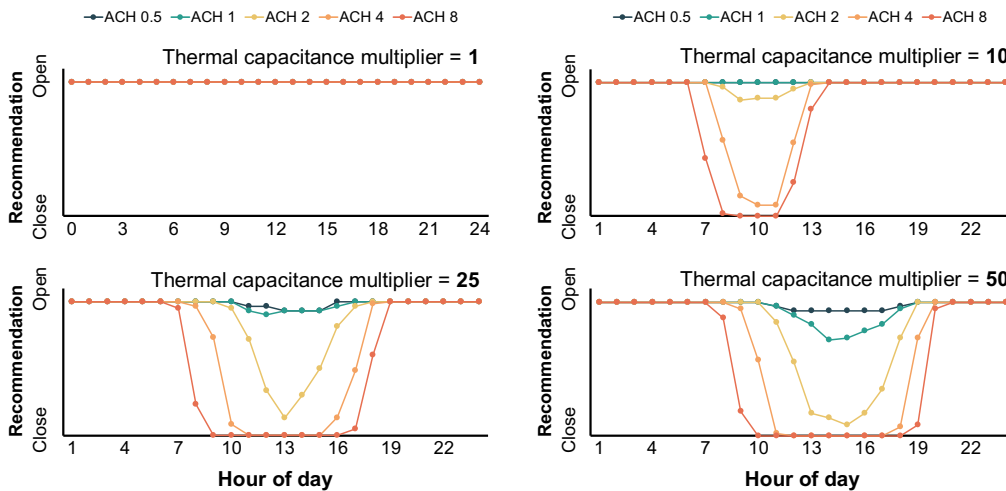 ACH 0.5 ACH 1 ACH 2 ACH 4 ACH 8
Thermal capacitance multiplier = 1
Recommendation
Open
Close
0 3 6 9 12 15 18 21 24
ACH 0.5 ACH 1 ACH 2 ACH 4 ACH 8
Thermal capacitance multiplier = 10
Recommendation
Open
Close
1 4 7 10 13 16 19 22
Thermal capacitance multiplier = 25
Recommendation
Open
Close
1 4 7 10 13 16 19 22
Hour of day
Thermal capacitance multiplier = 50
Recommendation
Open
Close
1 4 7 10 13 16 19 22
Hour of day